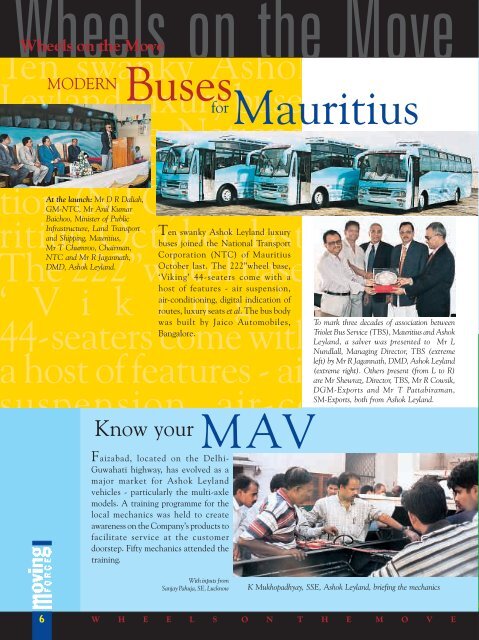 Wheels on the Move
Wheels on the Move
MODERN Buses
for Mauritius
At the launch: Mr D R Daliah,
GM-NTC, Mr Anil Kumar
Baichoo, Minister of Public
Infrastructure, Land Transport
and Shipping, Mauritius,
Mr T Chumroo, Chairman,
NTC and Mr R Jagannath,
DMD, Ashok Leyland.
Ten swanky Ashok Leyland luxury
buses joined the National Transport
Corporation (NTC) of Mauritius
October last. The 222"wheel base,
'Viking' 44-seaters come with a
host of features - air suspension,
air-conditioning, digital indication of
routes, luxury seats et al. The bus body
was built by Jaico Automobiles,
Bangalore.
To mark three decades of association between
Triolet Bus Service (TBS), Mauritius and Ashok
Leyland, a salver was presented to Mr L
Nundlall, Managing Director, TBS (extreme
left) by Mr R Jagannath, DMD, Ashok Leyland
(extreme right). Others present (from L to R)
are Mr Shewraz, Director, TBS, Mr R Cowsik,
DGM-Exports and Mr T Pattabiraman,
SM-Exports, both from Ashok Leyland.
Know your MAV
Faizabad, located on the Delhi-
Guwahati highway, has evolved as a
major market for Ashok Leyland
vehicles - particularly the multi-axle
models. A training programme for the
local mechanics was held to create
awareness on the Company's products to
facilitate service at the customer
doorstep. Fifty mechanics attended the
training.
With inputs from
Sanjay Pahuja, SE, Lucknow
K Mukhopadhyay, SSE, Ashok Leyland, briefing the mechanics
moving
FORCE
6 WHEELS ON THE MOVE